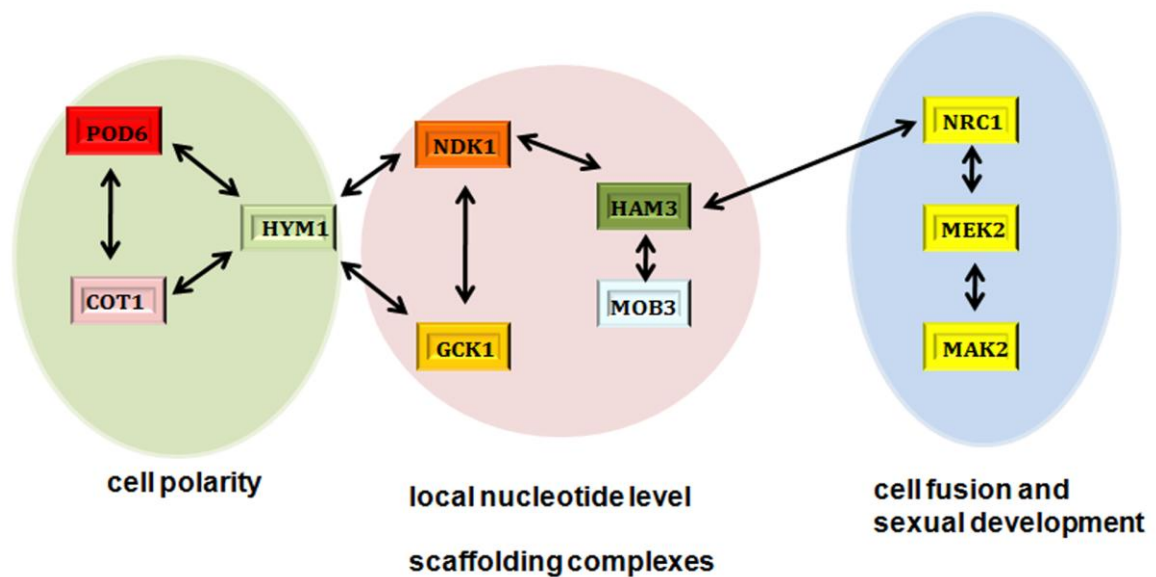 POD6
COT1
HYM1
NDK1
GCK1
HAM3
MOB3
NRC1
MEK2
MAK2
cell polarity
local nucleotide level
scaffolding complexes
cell fusion and
sexual development